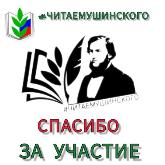 #ЧИТАЕМУШИНСКОГО
#ЧИТАЕМУШИНСКОГО
СПАСИБО
ЗА УЧАСТИЕ